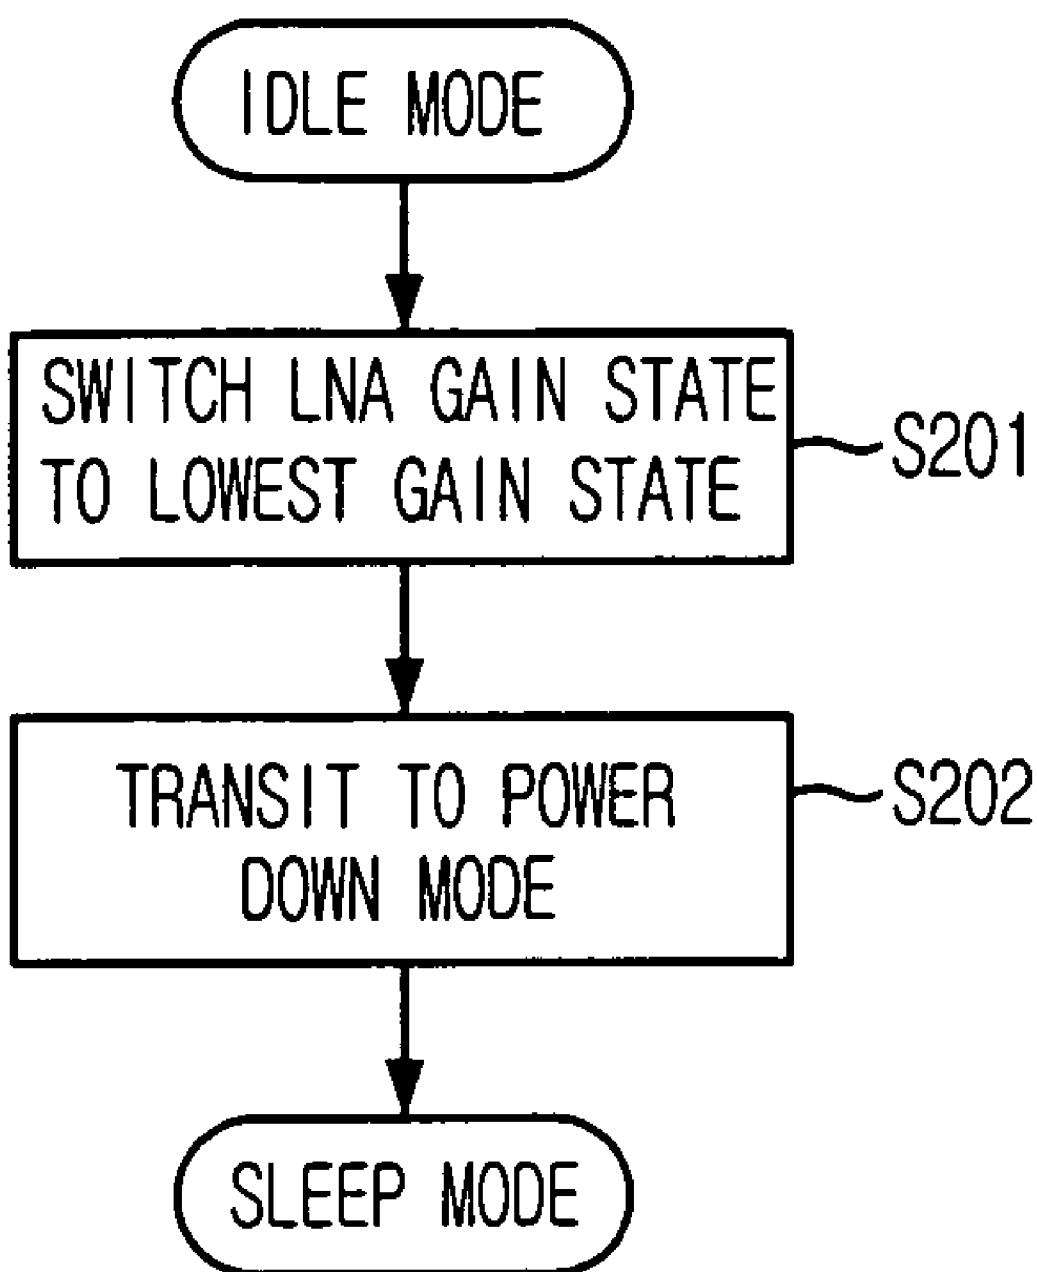 IDLE MODE
SWITCH LNA GAIN STATE
TO LOWEST GAIN STATE
S201
TRANSIT TO POWER
DOWN MODE
S202
SLEEP MODE